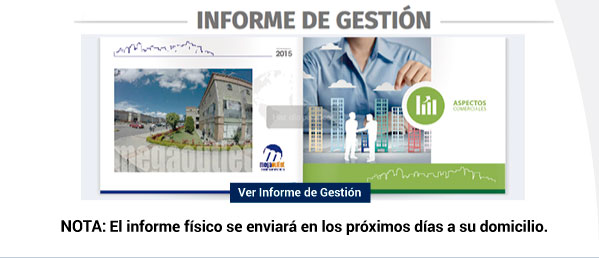 INFORME DE GESTIÓN
2015
megaoutlet
ASPECTOS
COMERCIALES
Ver Informe de Gestión
NOTA: El informe físico se enviará en los próximos días a su domicilio.